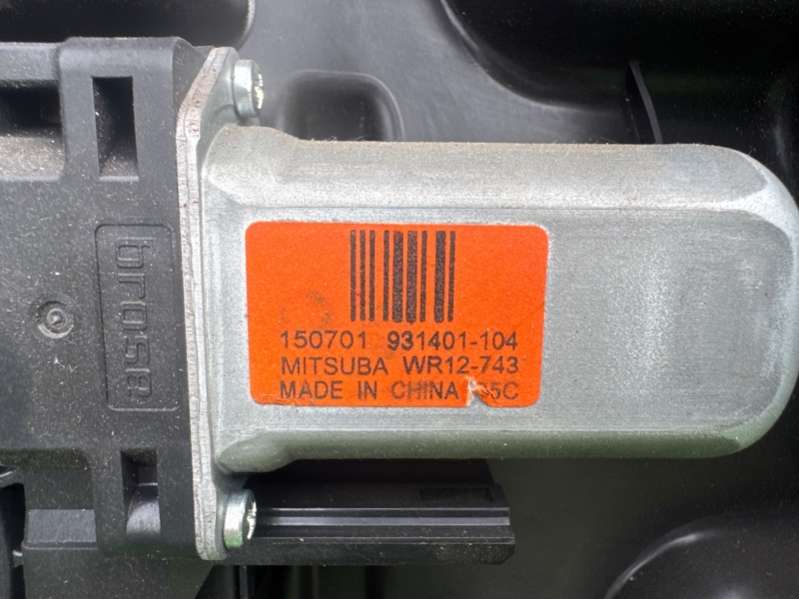 brose
150701 931401-104
MITSUBA WR12-743
MADE IN CHINA